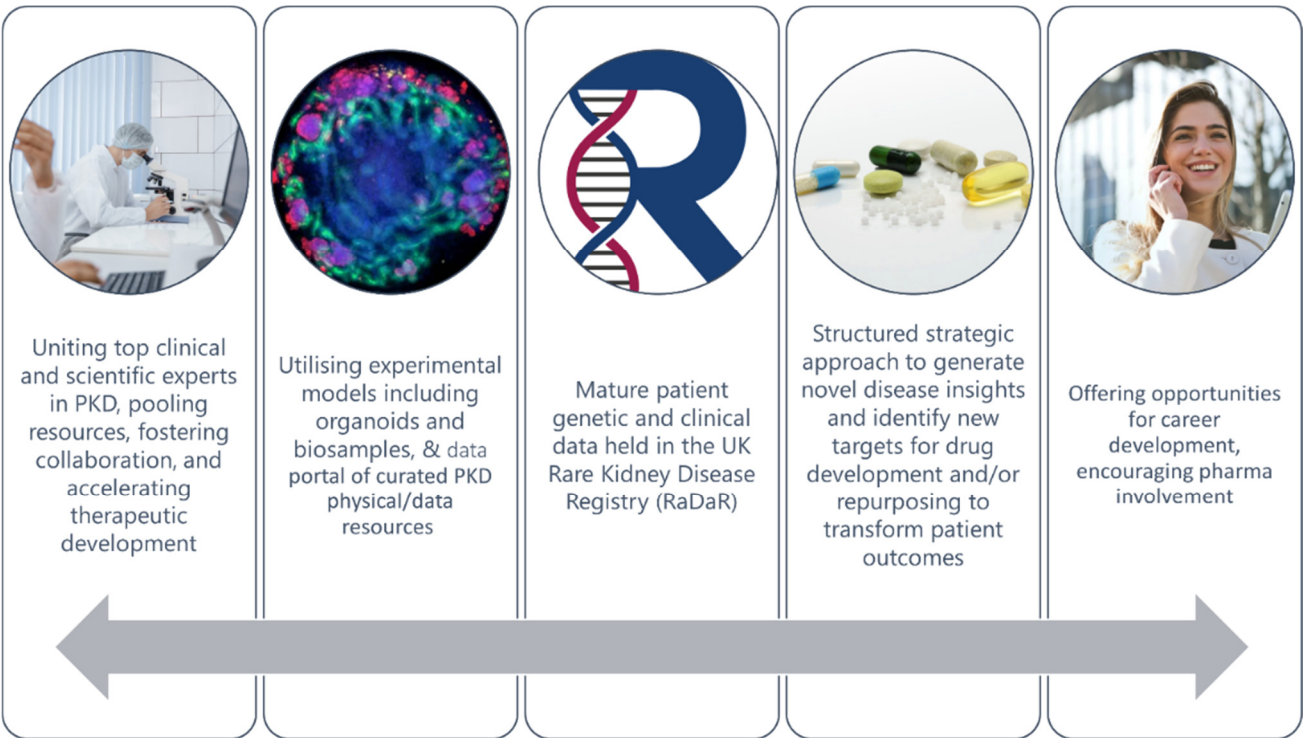 Uniting top clinical
and scientific experts
in PKD, pooling
resources, fostering
collaboration, and
accelerating
therapeutic
development
Utilising experimental
models including
organoids and
biosamples, & data
portal of curated PKD
physical/data
resources
R
Mature patient
genetic and clinical
data held in the UK
Rare Kidney Disease
Registry (RaDaR)
Structured strategic
approach to generate
novel disease insights
and identify new
targets for drug
development and/or
repurposing to
transform patient
outcomes
Offering opportunities
for career
development,
encouraging pharma
involvement